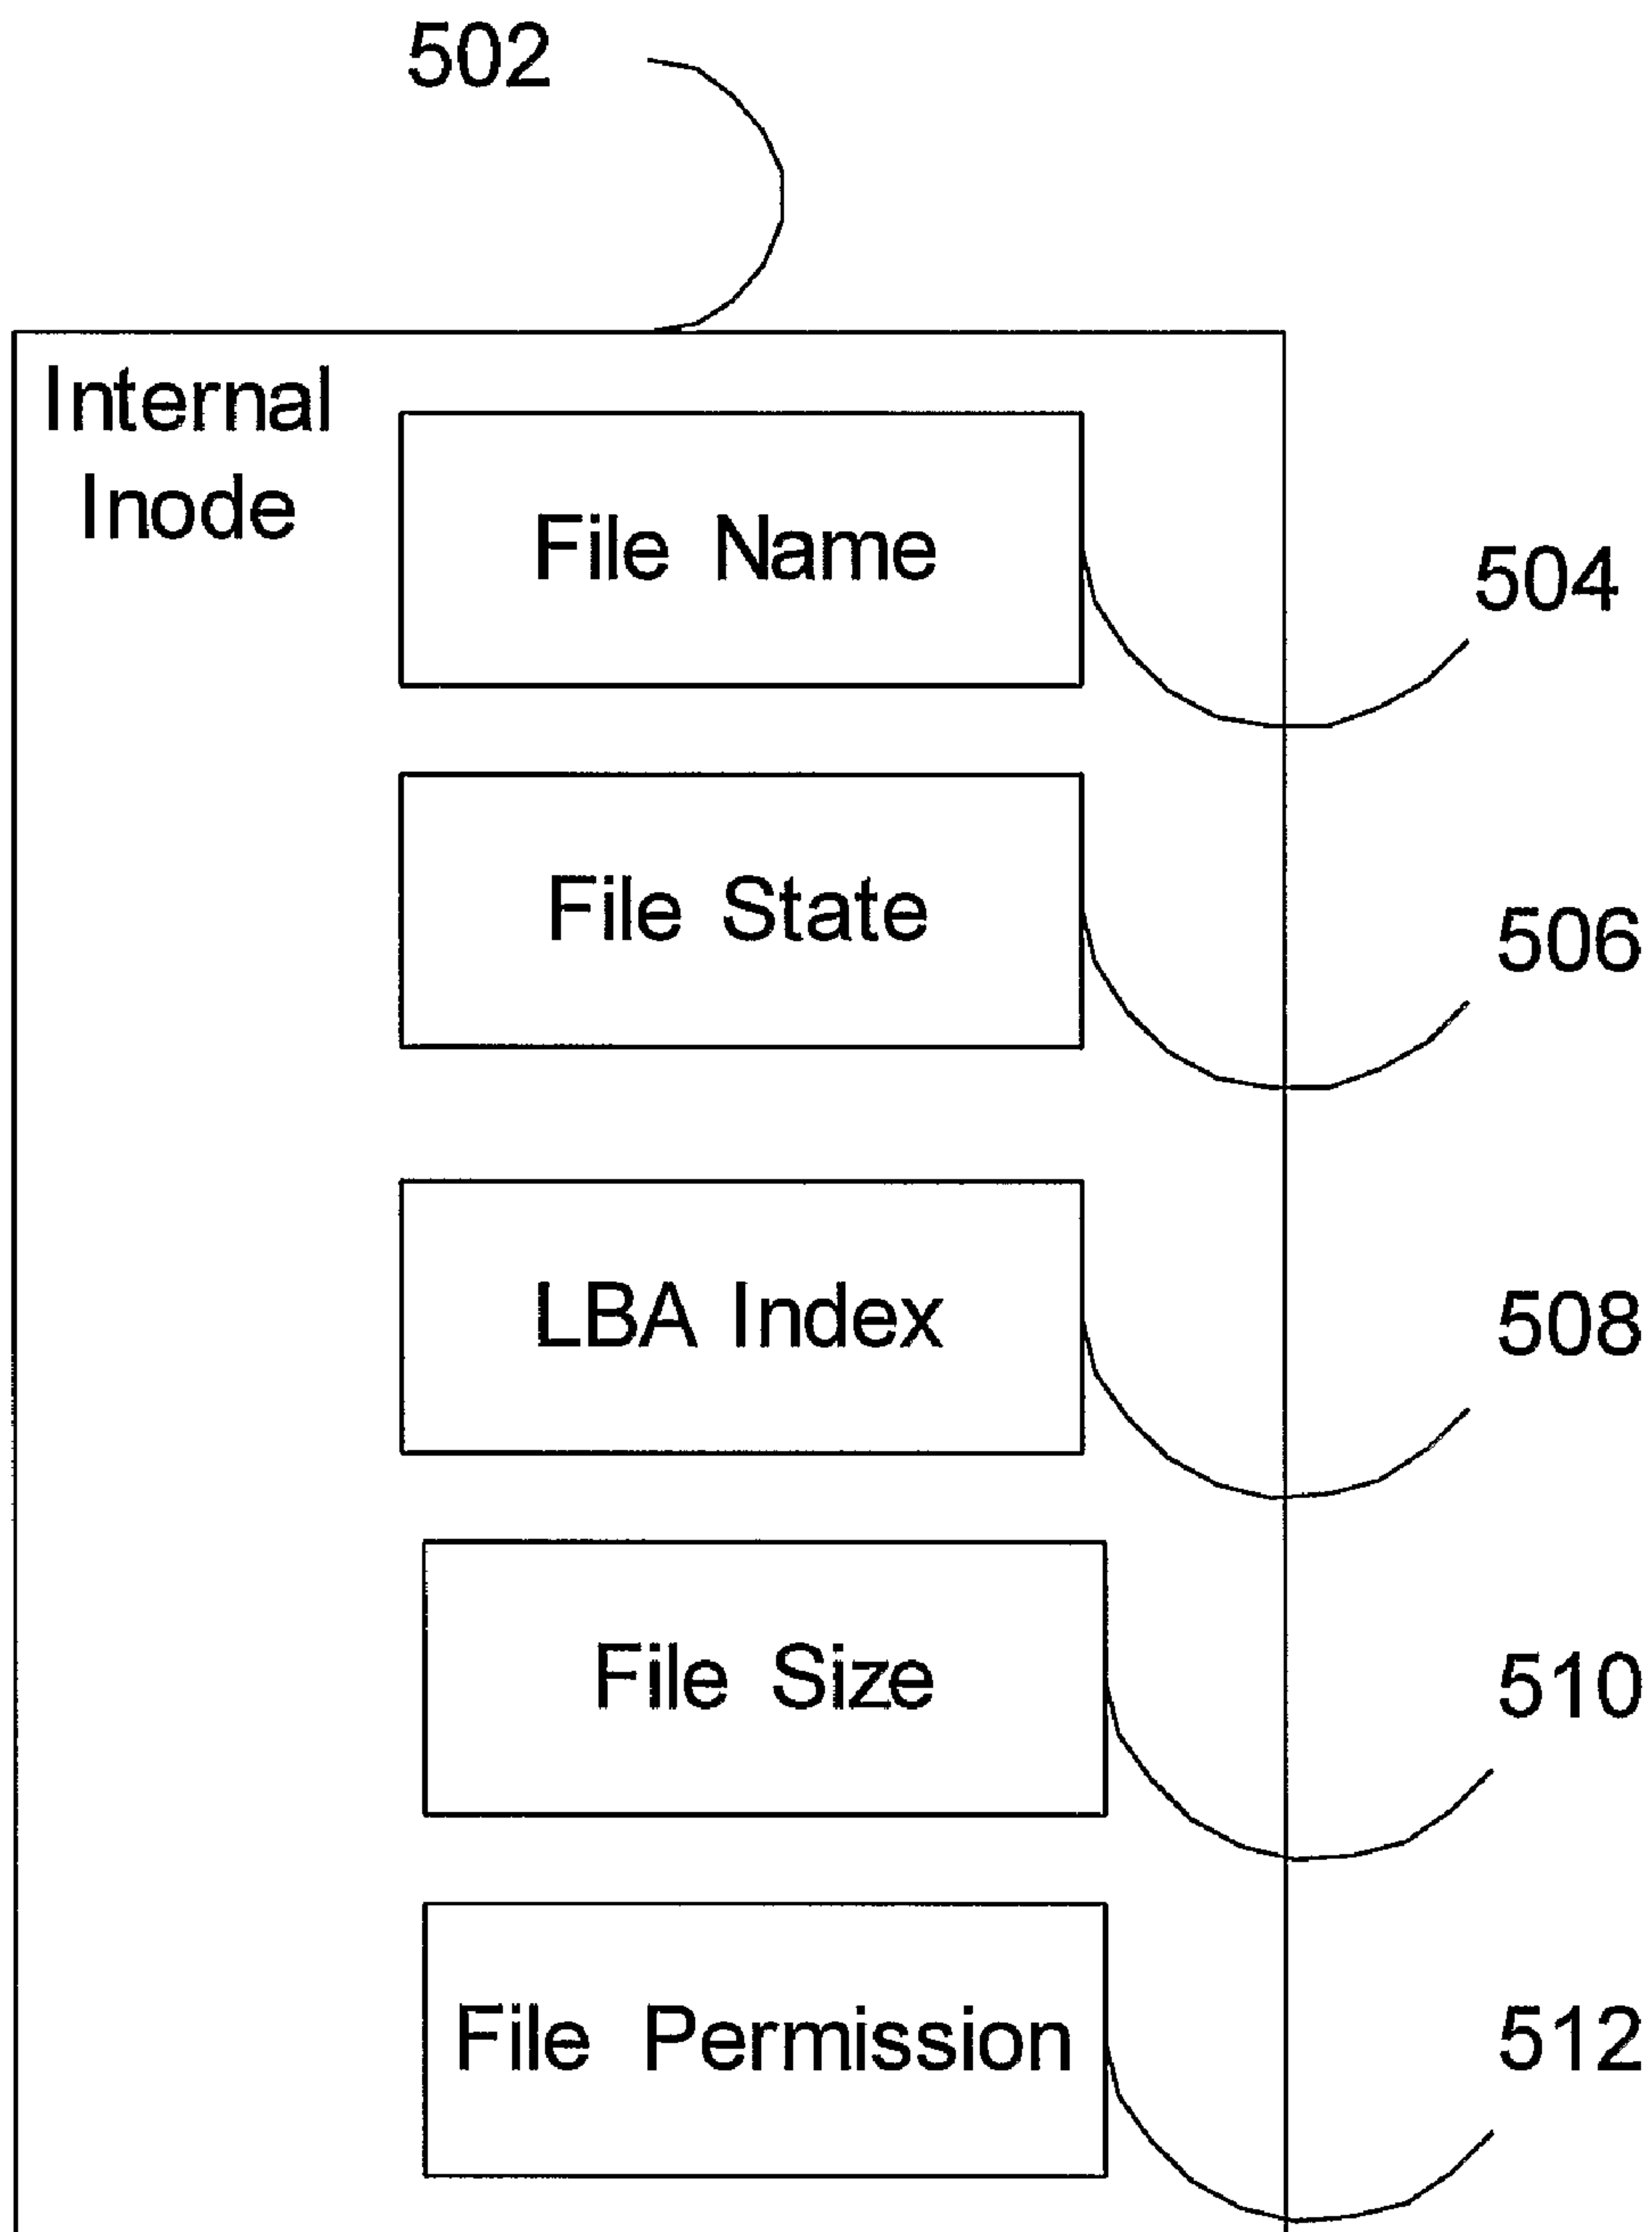 502
Internal
Inode
File Name
504
File State
506
LBA Index
508
File Size
510
File Permission
512